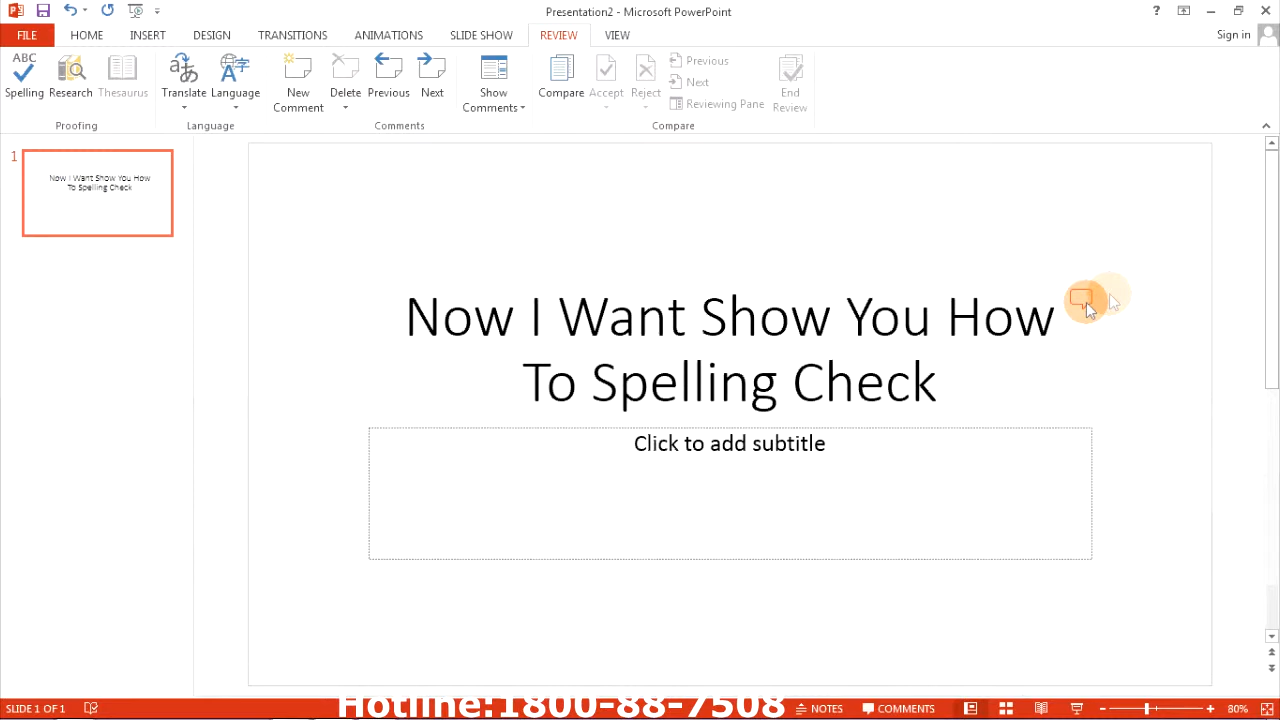 Presentation2 - Microsoft PowerPoint
?
FILE HOME INSERT DESIGN TRANSITIONS ANIMATIONS SLIDE SHOW REVIEW VIEW Sign in
ABC
Spelling Research Thesaurus Translate Language New Comment Delete Previous Next Show Comments Compare Accept Reject Previous Next Reviewing Pane End Review
Proofing Language Comments Compare
1
Now I Want Show You How
To Spelling Check
Now I Want Show You How
To Spelling Check
Click to add subtitle
SLIDE 1 OF 1 NOTES COMMENTS 80%
Hotline:1800-88-7508